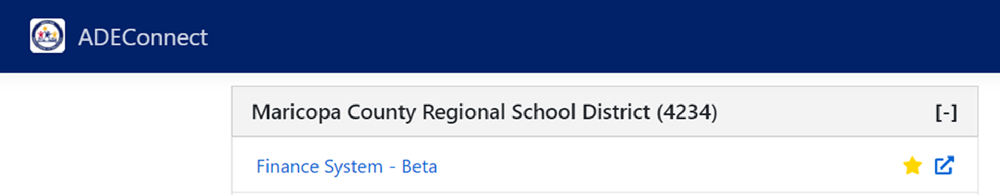 ADEConnect
Maricopa County Regional School District (4234) [-]
Finance System - Beta